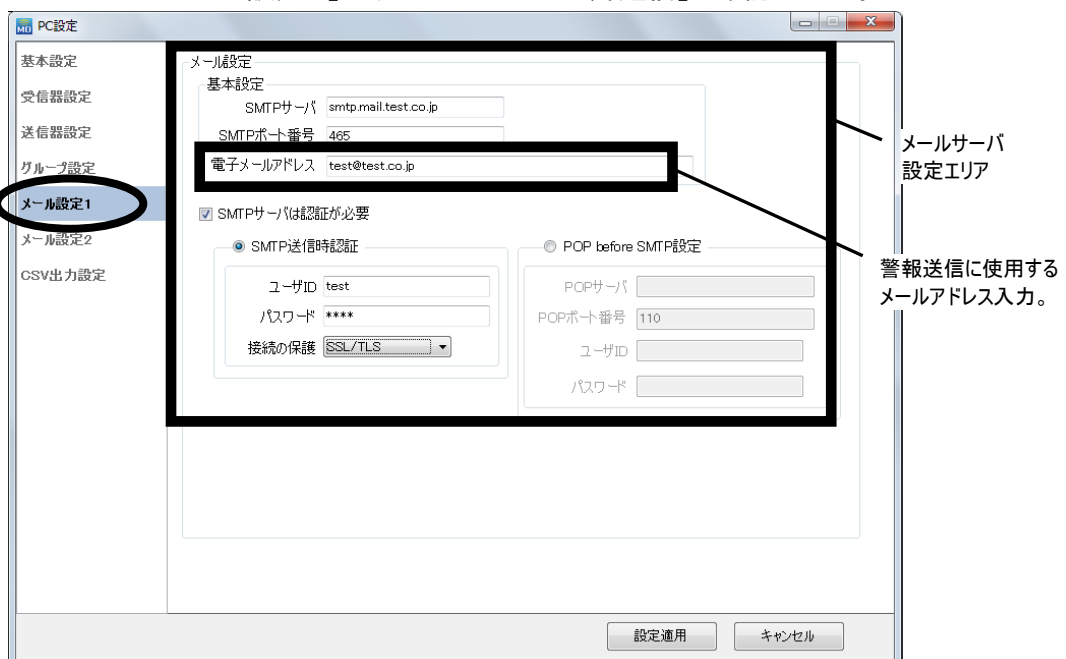 PC設定
基本設定
受信器設定
送信器設定
グループ設定
メール設定1
メール設定2
CSV出力設定
メール設定
基本設定
SMTPサーバ smtp.mail.test.co.jp
SMTPポート番号 465
電子メールアドレス test@test.co.jp
SMTPサーバは認証が必要
SMTP送信時認証
ユーザID test
パスワード ****
接続の保護 SSL/TLS
POP before SMTP設定
POPサーバ
POPポート番号 110
ユーザID
パスワード
設定適用 キャンセル
メールサーバ
設定エリア
警報送信に使用する
メールアドレス入力。